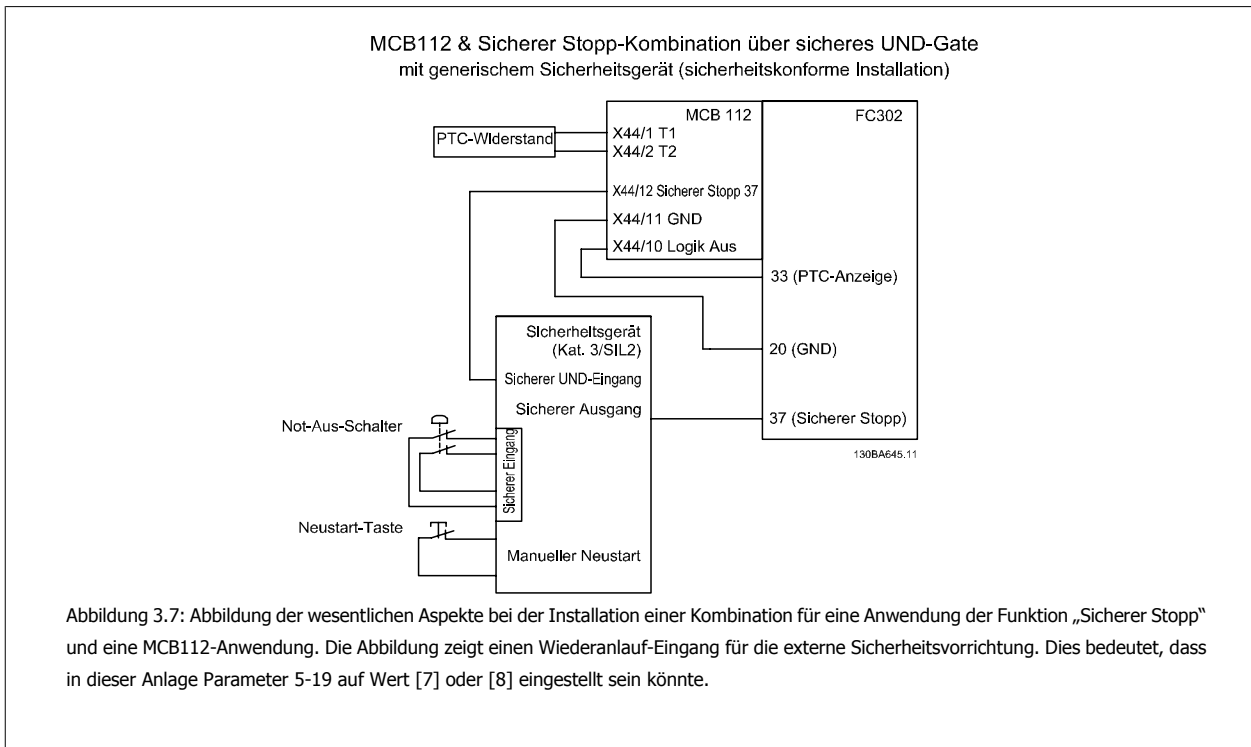 MCB112 & Sicherer Stopp-Kombination über sicheres UND-Gate
mit generischem Sicherheitsgerät (sicherheitskonforme Installation)
MCB 112
FC302
PTC-Widerstand
X44/1 T1
X44/2 T2
X44/12 Sicherer Stopp 37
X44/11 GND
X44/10 Logik Aus
33 (PTC-Anzeige)
Sicherheitsgerät
(Kat. 3/SIL2)
20 (GND)
Sicherer UND-Eingang
Sicherer Ausgang
37 (Sicherer Stopp)
Not-Aus-Schalter
Sicherer Eingang
130BA645.11
Neustart-Taste
Manueller Neustart
Abbildung 3.7: Abbildung der wesentlichen Aspekte bei der Installation einer Kombination für eine Anwendung der Funktion „Sicherer Stopp“
und eine MCB112-Anwendung. Die Abbildung zeigt einen Wiederanlauf-Eingang für die externe Sicherheitsvorrichtung. Dies bedeutet, dass
in dieser Anlage Parameter 5-19 auf Wert [7] oder [8] eingestellt sein könnte.